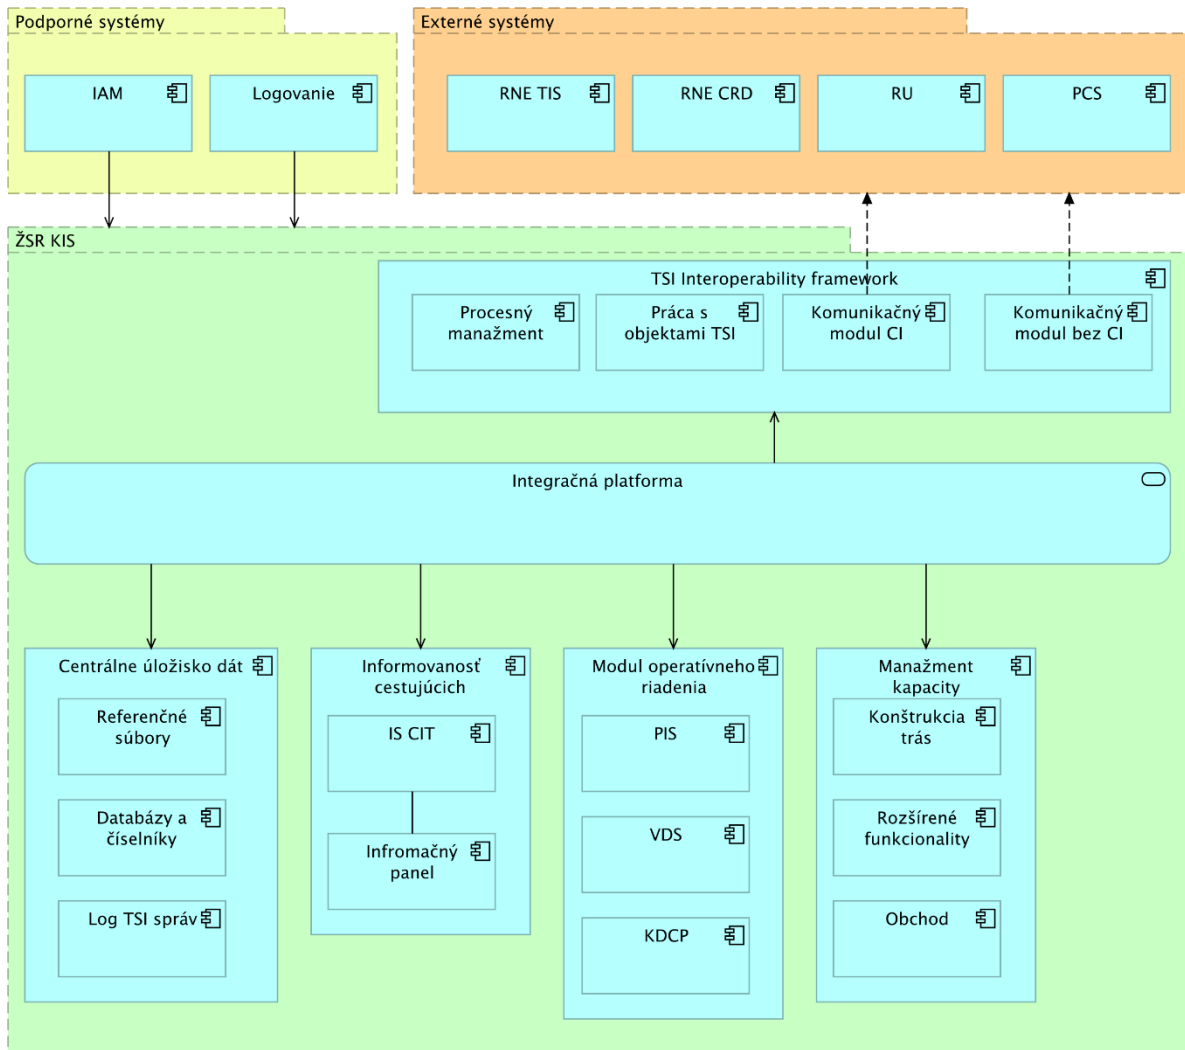 Podporné systémy
Externé systémy
IAM
Logovanie
RNE TIS
RNE CRD
RU
PCS
ŽSR KIS
TSI Interoperability framework
Procesný
manažment
Práca s
objektami TSI
Komunikačný
modul CI
Komunikačný
modul bez CI
Integračná platforma
Centrálne úložisko dát
Referenčné
súbory
Databázy a
číselníky
Log TSI správ
Informovanosť
cestujúcich
IS CIT
Infromačný
panel
Modul operatívneho
riadenia
PIS
VDS
KDCP
Manažment
kapacity
Konštrukcia
trás
Rozšírené
funkcionality
Obchod